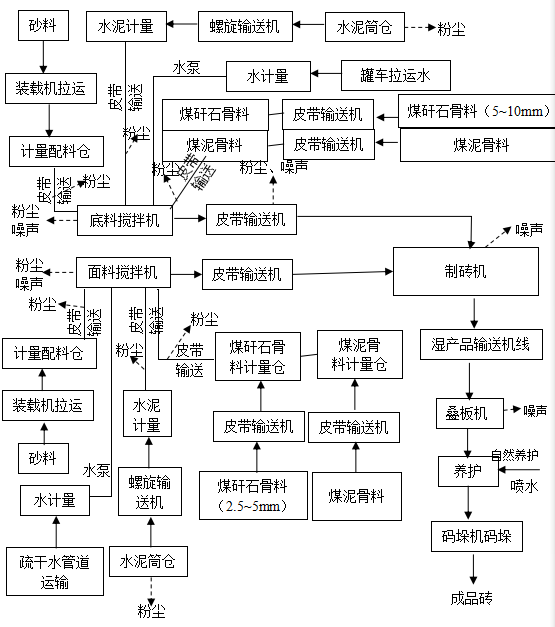 砂料
水泥计量
螺旋输送机
水泥筒仓
粉尘
装载机拉运
皮带
输送
水泵
水计量
罐车拉运水
煤矸石骨料
皮带输送机
煤矸石骨料（5~10mm）
计量配料仓
粉尘
煤泥骨料
皮带输送机
煤泥骨料
皮带
输送
粉尘
粉尘
皮带
输送
粉尘
噪声
粉尘
噪声
底料搅拌机
皮带输送机
噪声
粉尘
噪声
面料搅拌机
皮带输送机
制砖机
粉尘
皮带
输送
皮带
输送
粉尘
计量配料仓
粉尘
皮带
输送
煤矸石骨
料计量仓
煤泥骨
料计量仓
湿产品输送机线
装载机拉运
水泥
计量
皮带输送机
皮带输送机
叠板机
噪声
砂料
水泵
自然养护
养护
喷水
水计量
螺旋输
送机
煤矸石骨料
（2.5~5mm）
煤泥骨料
码垛机码垛
疏干水管道
运输
水泥筒仓
成品砖
粉尘